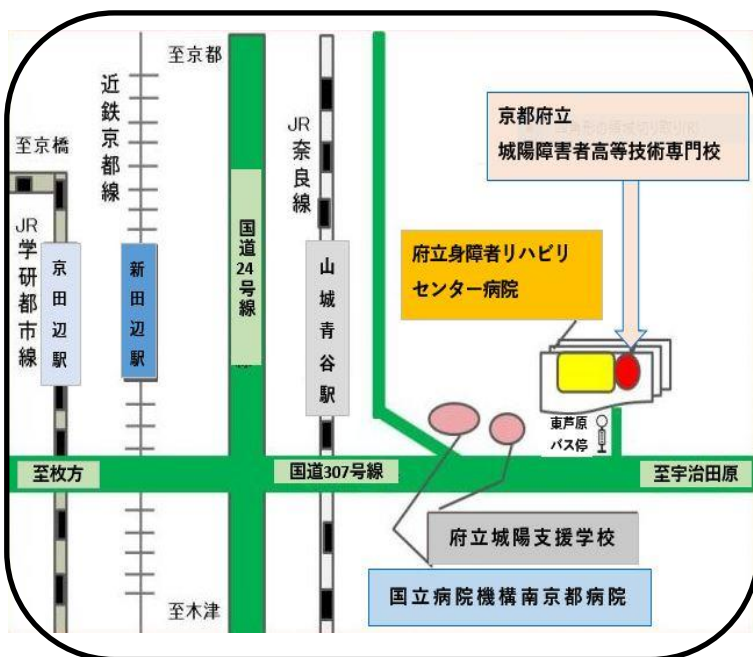 至京都
近鉄京都線
至京橋
JR奈良線
京都府立
城陽障害者高等技術専門校
国道24号線
JR学研都市線
京田辺駅
新田辺駅
山城青谷駅
府立身障者リハビリ
センター病院
東芦原
バス停
至枚方
国道307号線
至宇治田原
府立城陽支援学校
国立病院機構南京都病院
至木津